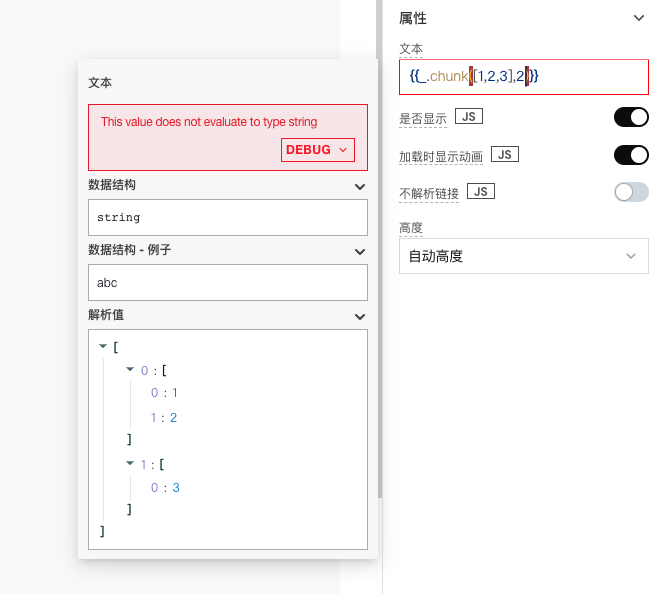 文本
This value does not evaluate to type string
DEBUG
数据结构
string
数据结构 - 例子
abc
解析值
[
0 : [
0 : 1
1 : 2
]
1 : [
0 : 3
]
]
属性
文本
{{_.chunk([1,2,3],2)}}
是否显示 JS
加载时显示动画 JS
不解析链接 JS
高度
自动高度